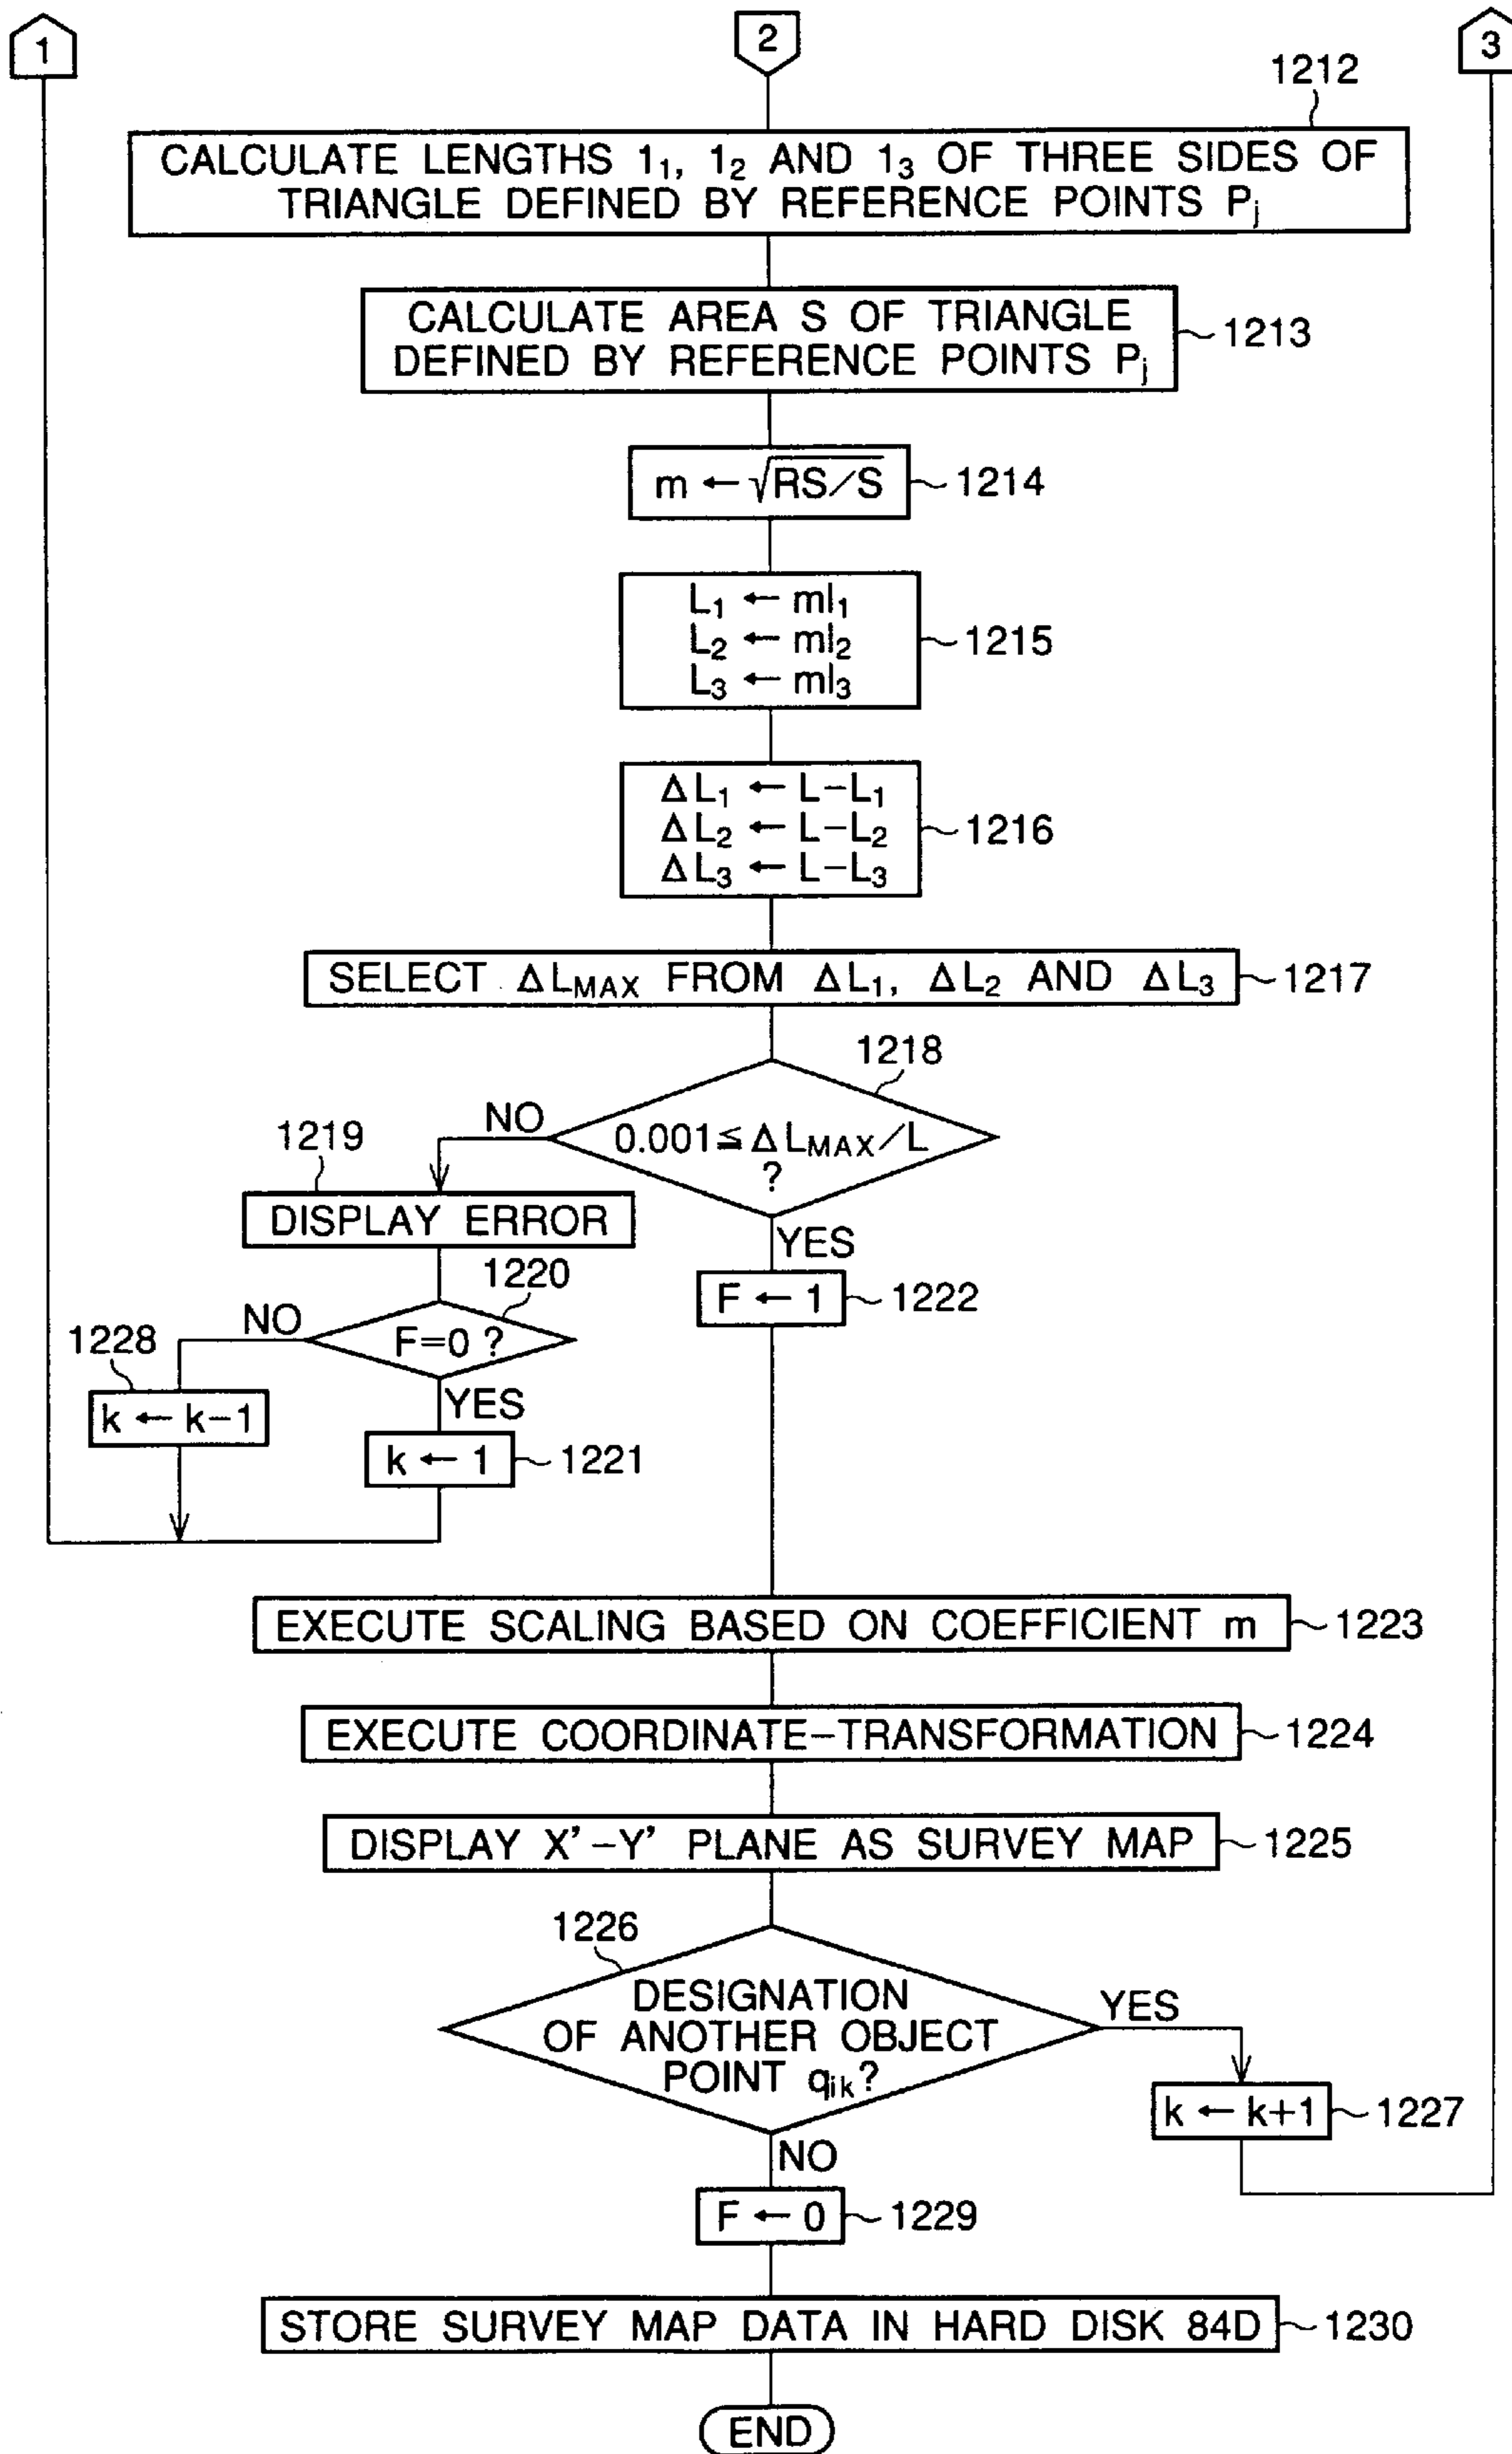 1
2
3
1212
CALCULATE LENGTHS 1₁, 1₂ AND 1₃ OF THREE SIDES OF
TRIANGLE DEFINED BY REFERENCE POINTS Pⱼ
CALCULATE AREA S OF TRIANGLE
DEFINED BY REFERENCE POINTS Pⱼ
1213
m ← √RS/S
1214
L₁ ← ml₁
L₂ ← ml₂
L₃ ← ml₃
1215
ΔL₁ ← L−L₁
ΔL₂ ← L−L₂
ΔL₃ ← L−L₃
1216
SELECT ΔL_MAX FROM ΔL₁, ΔL₂ AND ΔL₃
1217
1218
0.001≦ΔL_MAX/L
?
NO
YES
1219
DISPLAY ERROR
1220
F=0 ?
NO
YES
1228
k ← k−1
k ← 1
1221
F ← 1
1222
EXECUTE SCALING BASED ON COEFFICIENT m
1223
EXECUTE COORDINATE−TRANSFORMATION
1224
DISPLAY X'−Y' PLANE AS SURVEY MAP
1225
1226
DESIGNATION
OF ANOTHER OBJECT
POINT qᵢₖ?
YES
k ← k+1
1227
NO
F ← 0
1229
STORE SURVEY MAP DATA IN HARD DISK 84D
1230
END